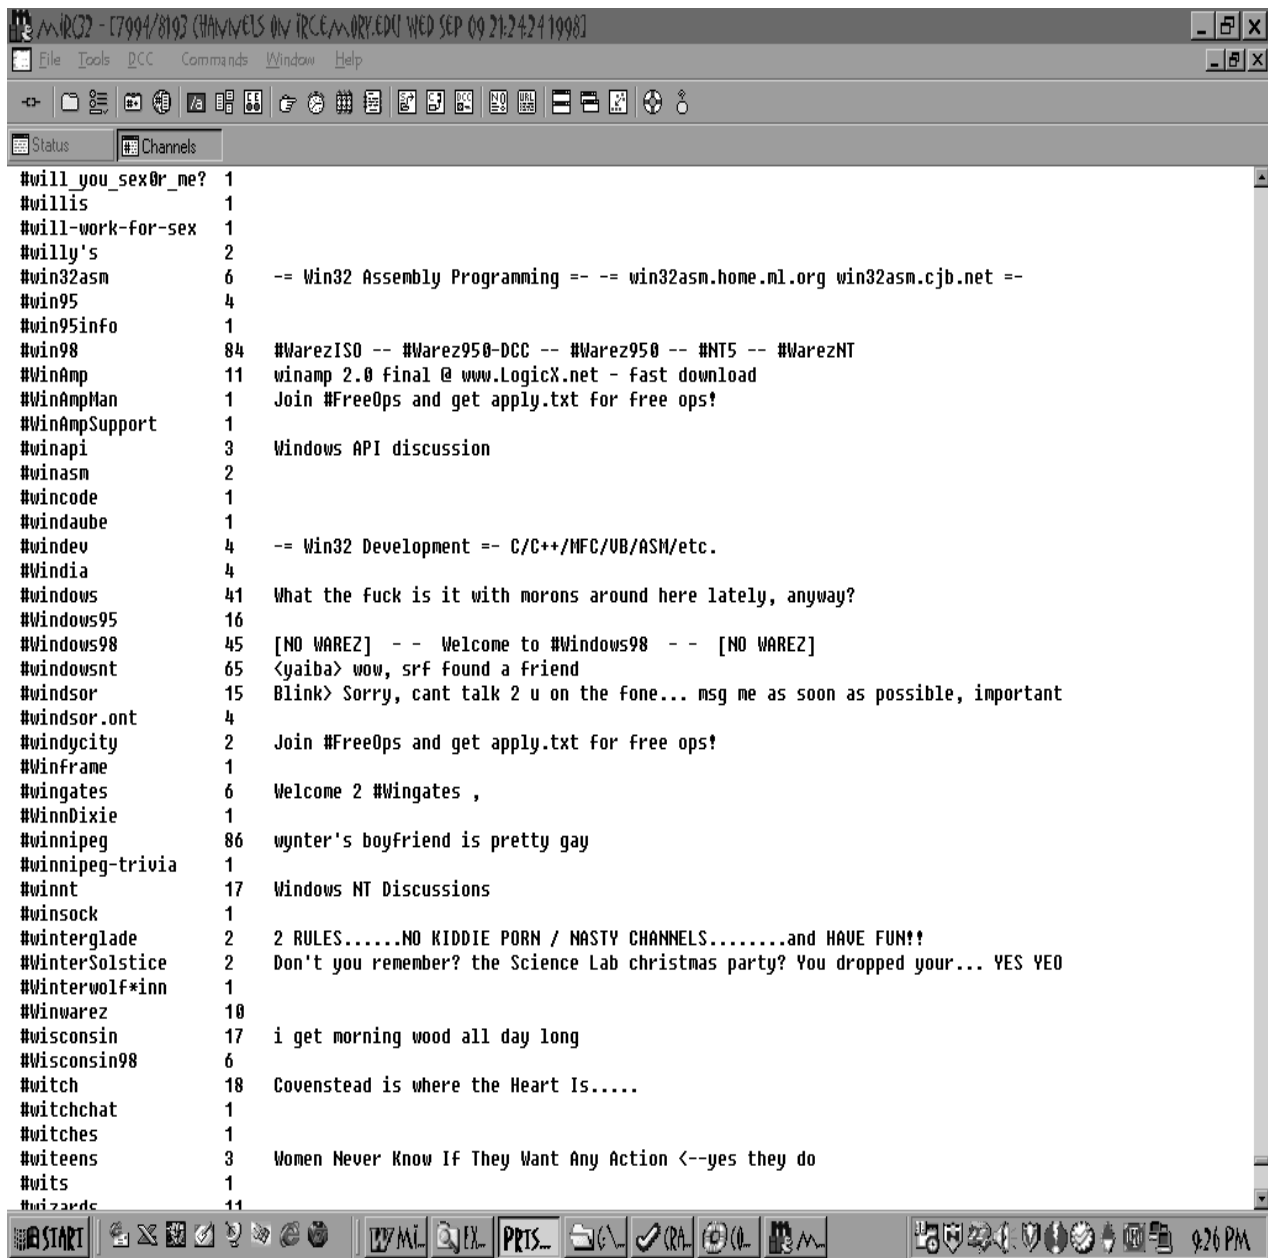 mIRC32 - [7994/8193 CHANNELS ON IRC.EMORY.EDU WED SEP 09 21:24:24 1998]
File Tools DCC Commands Window Help
Status Channels
#will_you_sex0r_me? 1
#willis 1
#will-work-for-sex 1
#willy's 2
#win32asm 6 -= Win32 Assembly Programming =- -= win32asm.home.ml.org win32asm.cjb.net =-
#win95 4
#win95info 1
#win98 84 #WarezISO -- #Warez950-DCC -- #Warez950 -- #NT5 -- #WarezNT
#WinAmp 11 winamp 2.0 final @ www.LogicX.net - fast download
#WinAmpMan 1 Join #FreeOps and get apply.txt for free ops!
#WinAmpSupport 1
#winapi 3 Windows API discussion
#winasm 2
#wincode 1
#windaube 1
#windev 4 -= Win32 Development =- C/C++/MFC/VB/ASM/etc.
#Windia 4
#windows 41 What the fuck is it with morons around here lately, anyway?
#Windows95 16
#Windows98 45 [NO WAREZ] - - Welcome to #Windows98 - - [NO WAREZ]
#windowsnt 65 <yaiba> wow, srf found a friend
#windsor 15 Blink> Sorry, cant talk 2 u on the fone... msg me as soon as possible, important
#windsor.ont 4
#windycity 2 Join #FreeOps and get apply.txt for free ops!
#Winframe 1
#wingates 6 Welcome 2 #Wingates ,
#WinnDixie 1
#winnipeg 86 wynter's boyfriend is pretty gay
#winnipeg-trivia 1
#winnt 17 Windows NT Discussions
#winsock 1
#winterglade 2 2 RULES......NO KIDDIE PORN / NASTY CHANNELS........and HAVE FUN!!
#WinterSolstice 2 Don't you remember? the Science Lab christmas party? You dropped your... YES YEO
#Winterwolf*inn 1
#Winwarez 10
#wisconsin 17 i get morning wood all day long
#Wisconsin98 6
#witch 18 Covenstead is where the Heart Is.....
#witchchat 1
#witches 1
#witeens 3 Women Never Know If They Want Any Action <--yes they do
#wits 1
#wizards 11
START Mi... EX... PRTS... G:\... (RA... (0... M... 9:26 PM